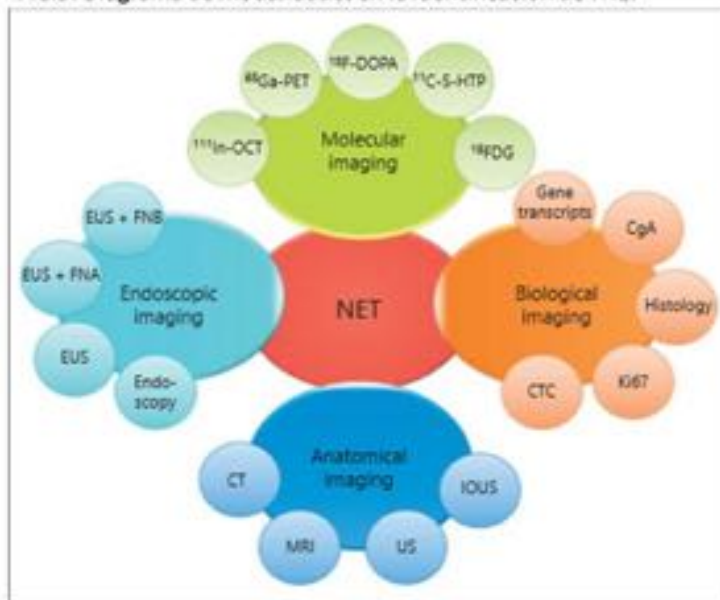 ¹⁸F-DOPA
⁶⁸Ga-PET
¹¹C-S-HTP
¹¹¹In-OCT
Molecular
imaging
¹⁸FDG
Gene
transcripts
EUS + FNB
CgA
EUS + FNA
Endoscopic
imaging
NET
Biological
imaging
Histology
EUS
Endo-
scopy
CTC
Ki67
Anatomical
imaging
CT
IOUS
MRI
US